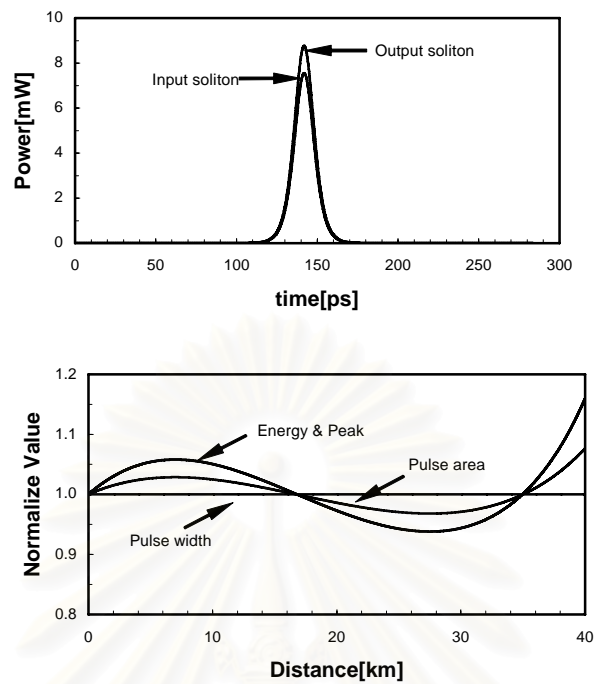 10
8
6
4
2
0
Power[mW]
Output soliton
Input soliton
0 50 100 150 200 250 300
time[ps]
1.2
1.1
1.0
0.9
0.8
Normalize Value
Energy & Peak
Pulse area
Pulse width
0 10 20 30 40
Distance[km]